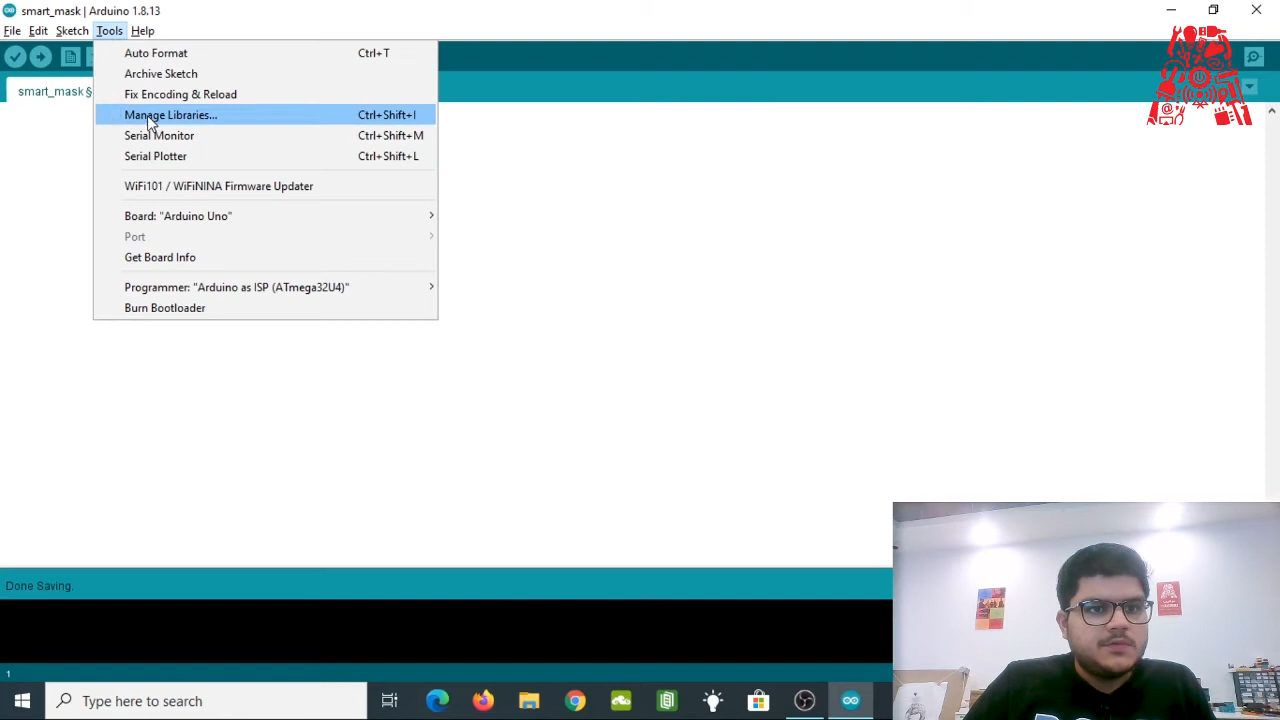 smart_mask | Arduino 1.8.13
File Edit Sketch Tools Help
smart_mask §
Auto Format Ctrl+T
Archive Sketch
Fix Encoding & Reload
Manage Libraries... Ctrl+Shift+I
Serial Monitor Ctrl+Shift+M
Serial Plotter Ctrl+Shift+L
WiFi101 / WiFiNINA Firmware Updater
Board: "Arduino Uno"
Port
Get Board Info
Programmer: "Arduino as ISP (ATmega32U4)"
Burn Bootloader
Done Saving.
1
Type here to search